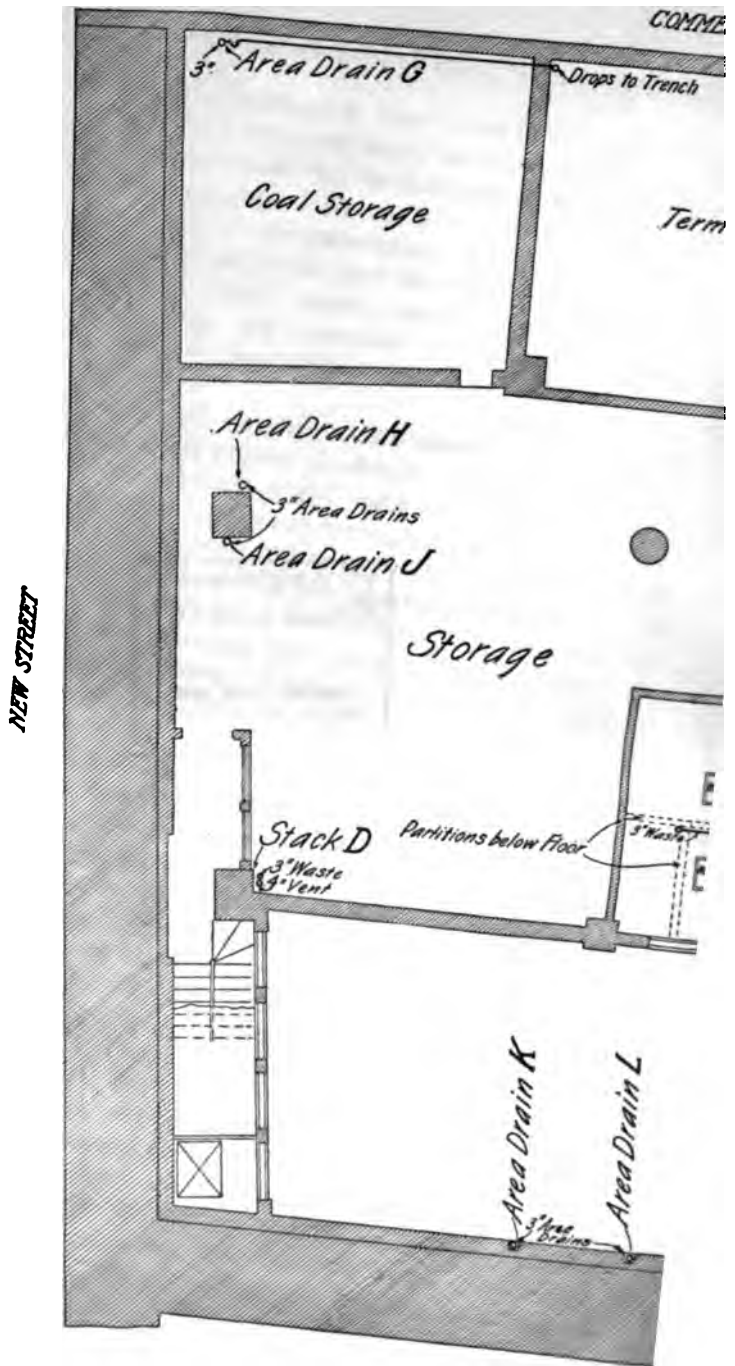 COMME
3"
Area Drain G
Drops to Trench
Coal Storage
Term
Area Drain H
3" Area Drains
Area Drain J
NEW STREET
Storage
Stack D
3" Waste
4" Vent
Partitions below Floor
3" Waste
Area Drain K
Area Drain L
3" Area
Drains